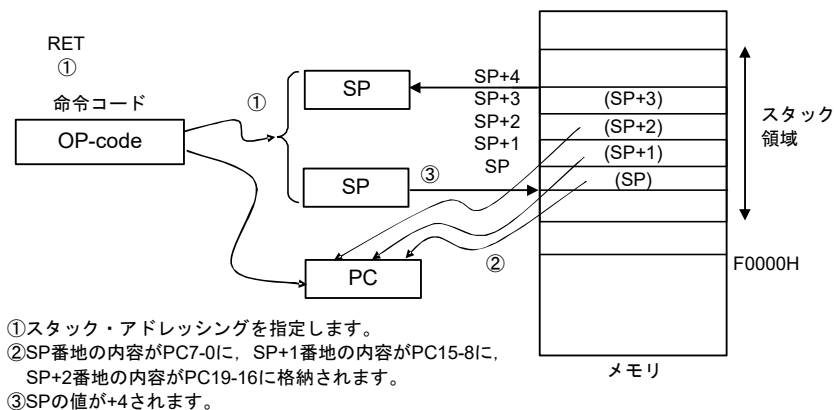 RET
①
命令コード
OP-code
①
SP
SP
③
PC
②
SP+4
SP+3
SP+2
SP+1
SP
(SP+3)
(SP+2)
(SP+1)
(SP)
スタック
領域
F0000H
メモリ
①スタック・アドレッシングを指定します。
②SP番地の内容がPC7-0に，SP+1番地の内容がPC15-8に，
SP+2番地の内容がPC19-16に格納されます。
③SPの値が+4されます。